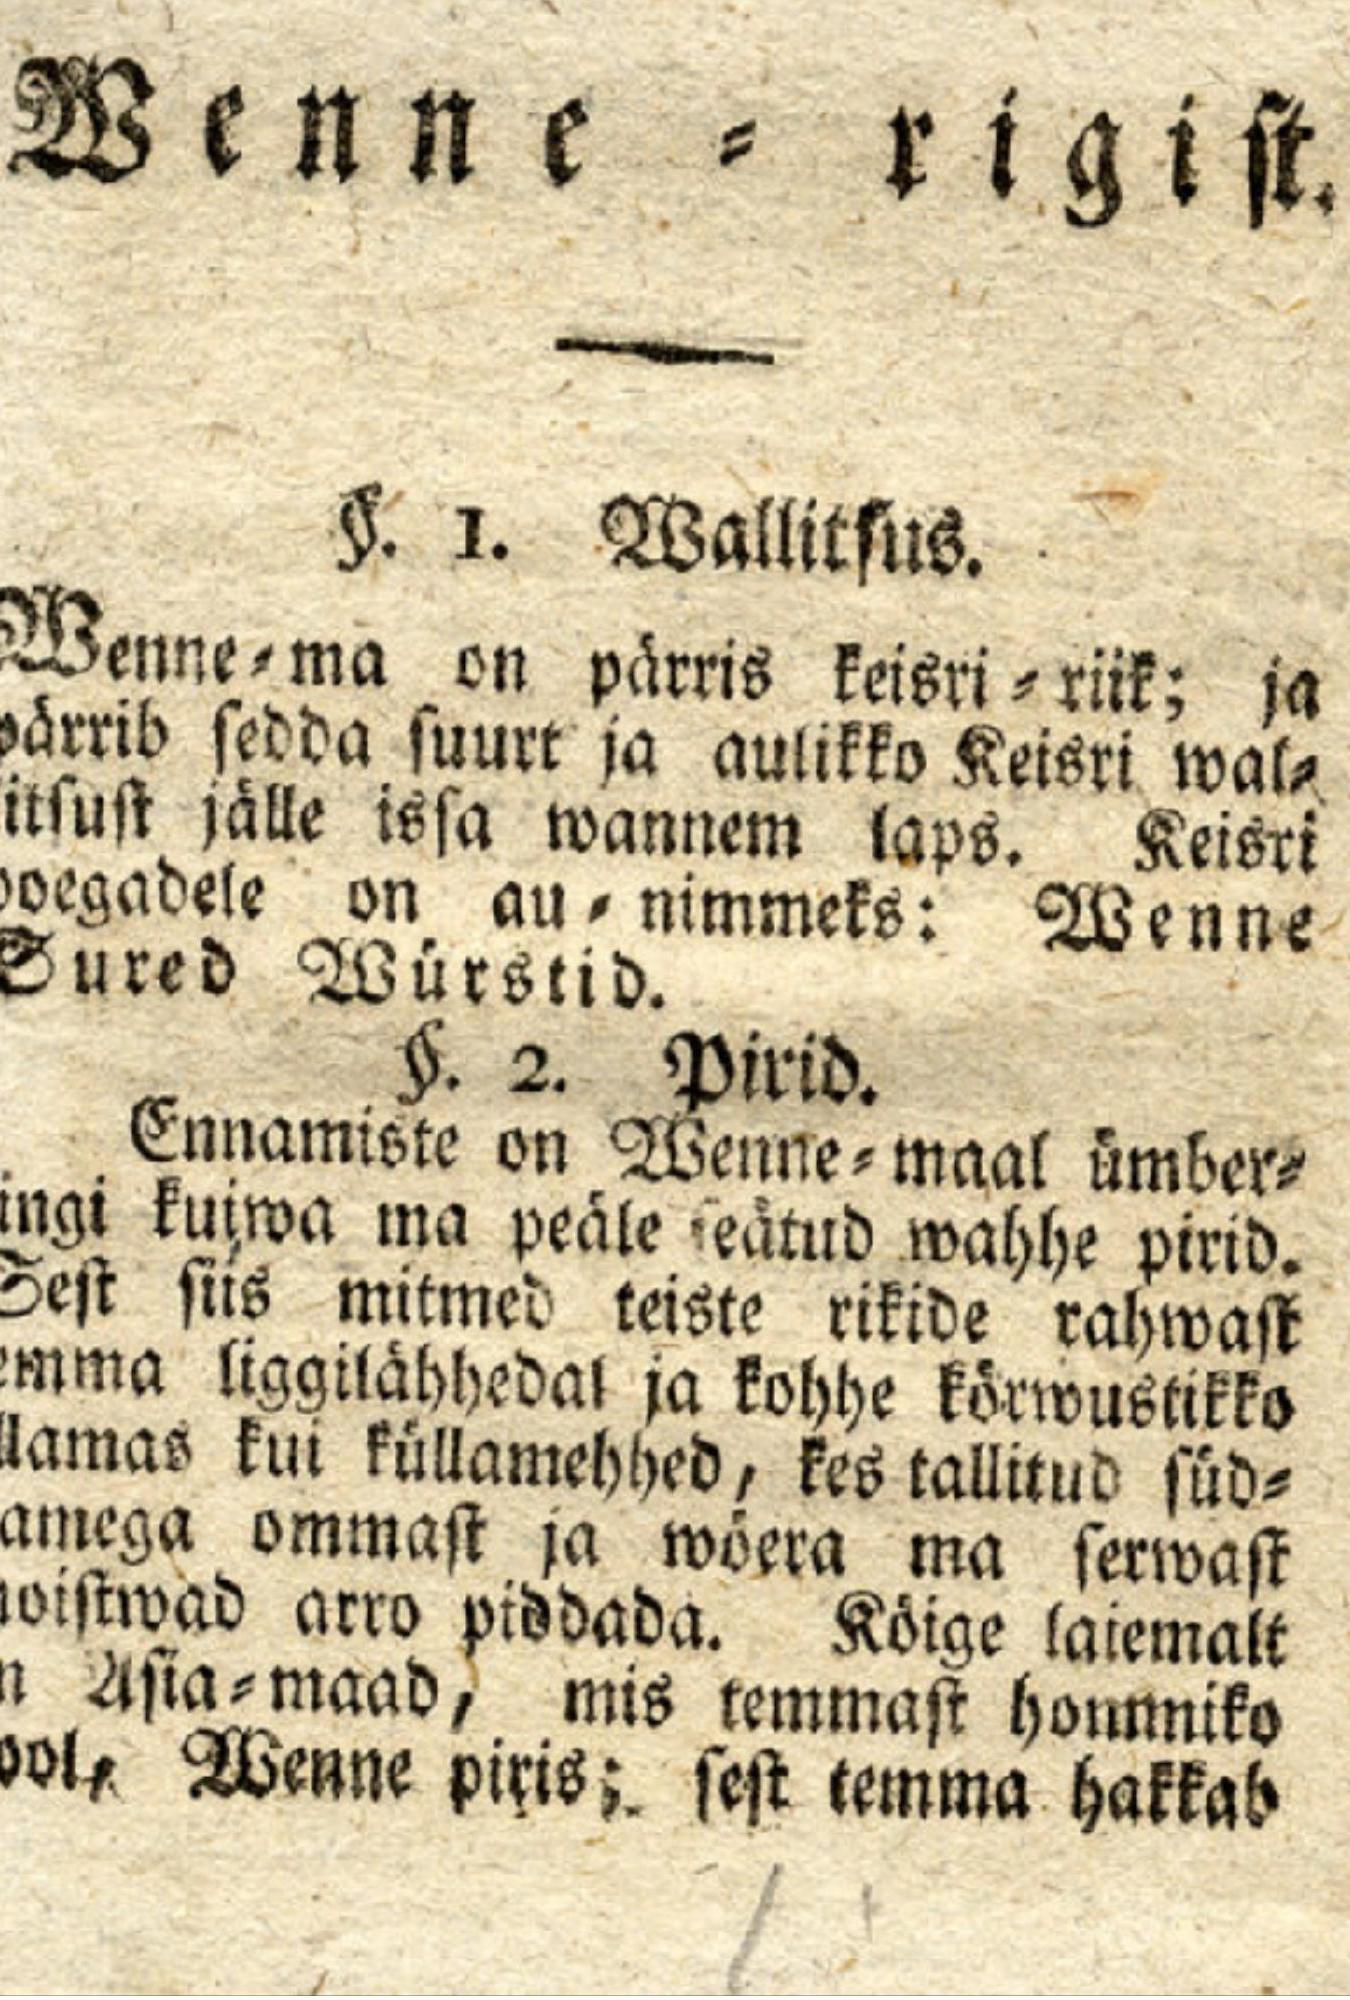 Wenne-rigist.
§. 1. Wallitsus.
Wenne-ma on pärris keisri-riik; ja
pärrib sedda suurt ja aulikko Keisri wal-
itsust jälle issa wannem laps. Keisri
poegadele on au-nimmeks: Wenne
Sured Würstid.
§. 2. Pirid.
Ennamiste on Wenne-maal ümber-
ingi kuiwa ma peäle seätud wahhe pirid.
Sest siis mitmed teiste rikide rahwast
emma liggilähhedal ja kohhe körwustikko
llamas kui küllamehhed, kes tallitud süd-
amega ommast ja wöera ma serwast
moistwad arro piddada. Köige laiemalt
n Asia-maad, mis temmast hommiko
pool, Wenne piris; sest temma hakkab